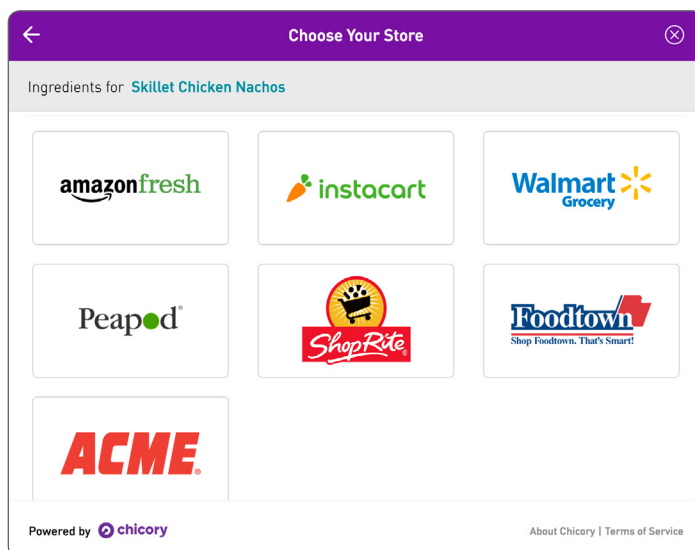 Choose Your Store
Ingredients for Skillet Chicken Nachos
amazonfresh
instacart
Walmart
Grocery
Peapod®
ShopRite®
Foodtown
Shop Foodtown. That's Smart!
ACME®
Powered by chicory
About Chicory | Terms of Service